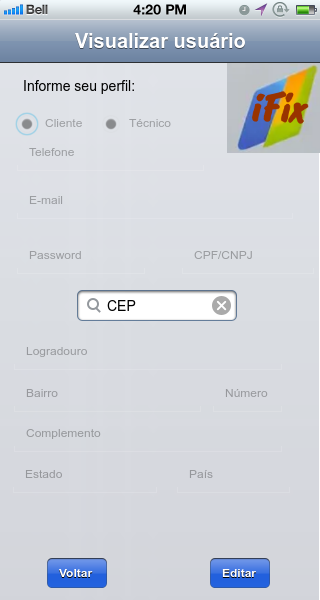 Bell 4:20 PM
Visualizar usuário
Informe seu perfil:
iFix
Cliente Técnico
Telefone
E-mail
Password CPF/CNPJ
CEP
Logradouro
Bairro Número
Complemento
Estado País
Voltar Editar